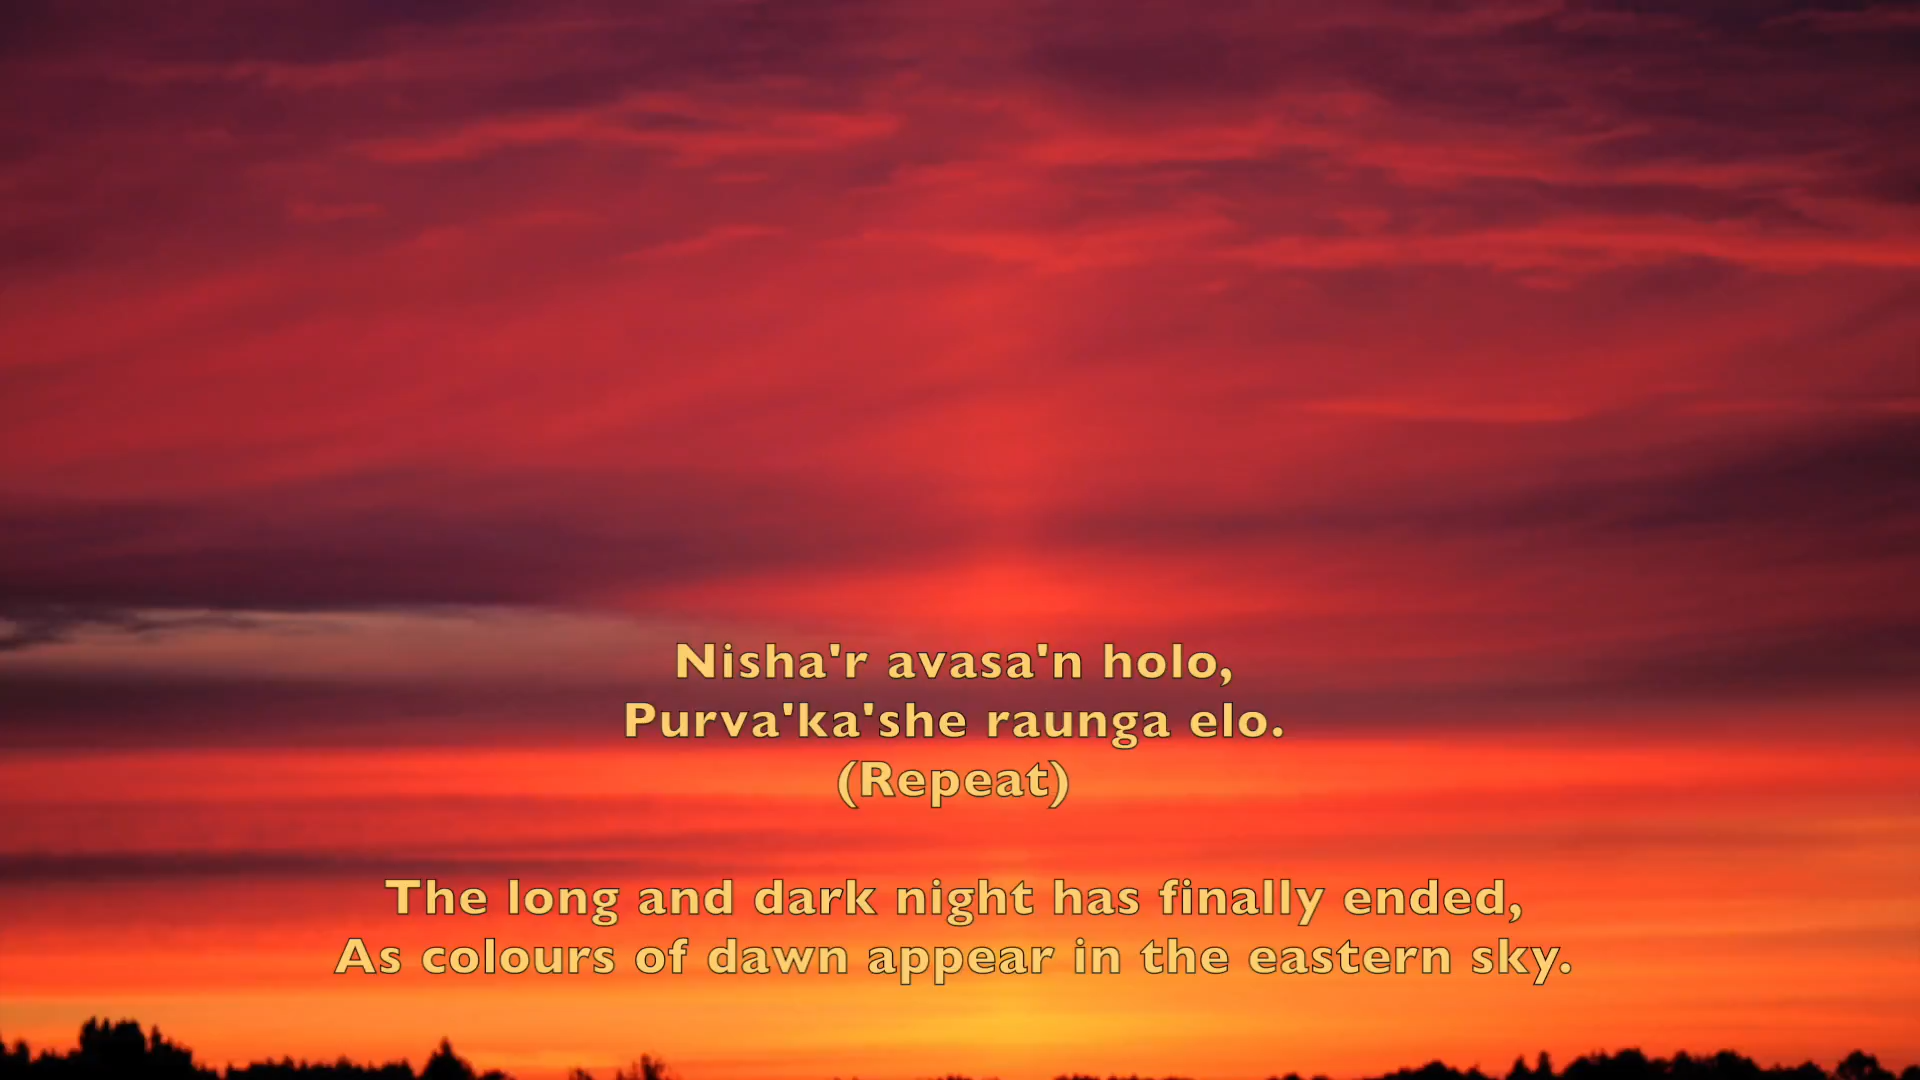 Nisha'r avasa'n holo,
Purva'ka'she raunga elo.
(Repeat)
The long and dark night has finally ended,
As colours of dawn appear in the eastern sky.